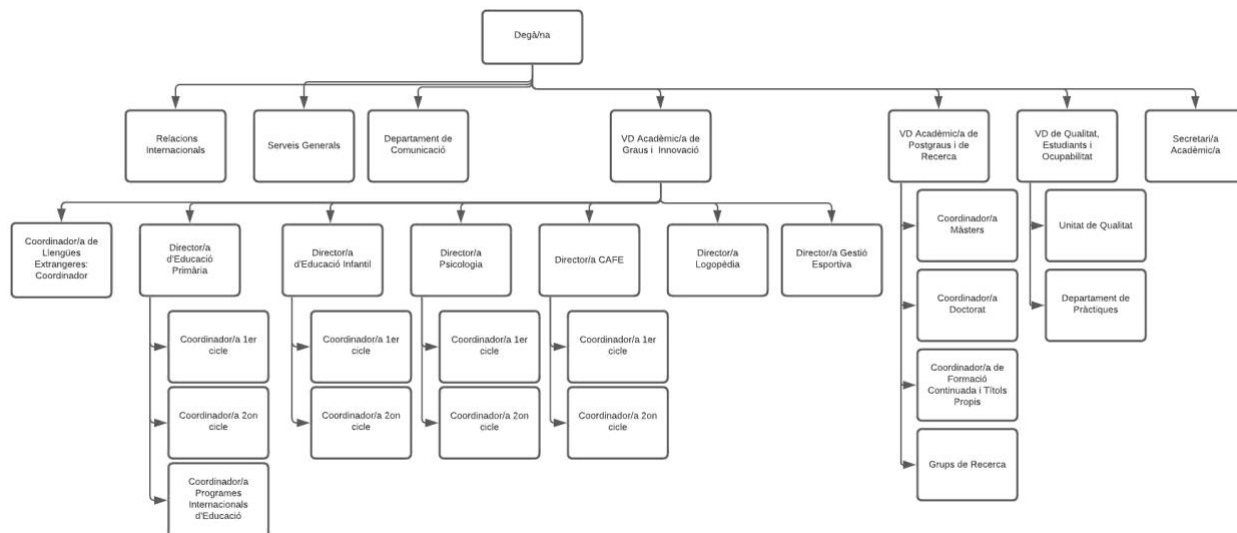 Degà/na
Relacions
Internacionals
Serveis Generals
Departament de
Comunicació
VD Acadèmic/a de
Graus i Innovació
VD Acadèmic/a de
Postgraus i de
Recerca
VD de Qualitat,
Estudiants i
Ocupabilitat
Secretari/a
Acadèmic/a
Coordinador/a de
Llengües
Extrangeres:
Coordinador
Director/a
d'Educació
Primària
Director/a
d'Educació Infantil
Director/a
Psicologia
Director/a CAFE
Director/a
Logopèdia
Director/a Gestió
Esportiva
Coordinador/a
Màsters
Unitat de Qualitat
Coordinador/a
Doctorat
Departament de
Pràctiques
Coordinador/a 1er
cicle
Coordinador/a 1er
cicle
Coordinador/a 1er
cicle
Coordinador/a 1er
cicle
Coordinador/a de
Formació
Continuada i Títols
Propis
Coordinador/a 2on
cicle
Coordinador/a 2on
cicle
Coordinador/a 2on
cicle
Coordinador/a 2on
cicle
Grups de Recerca
Coordinador/a
Programes
Internacionals
d'Educació